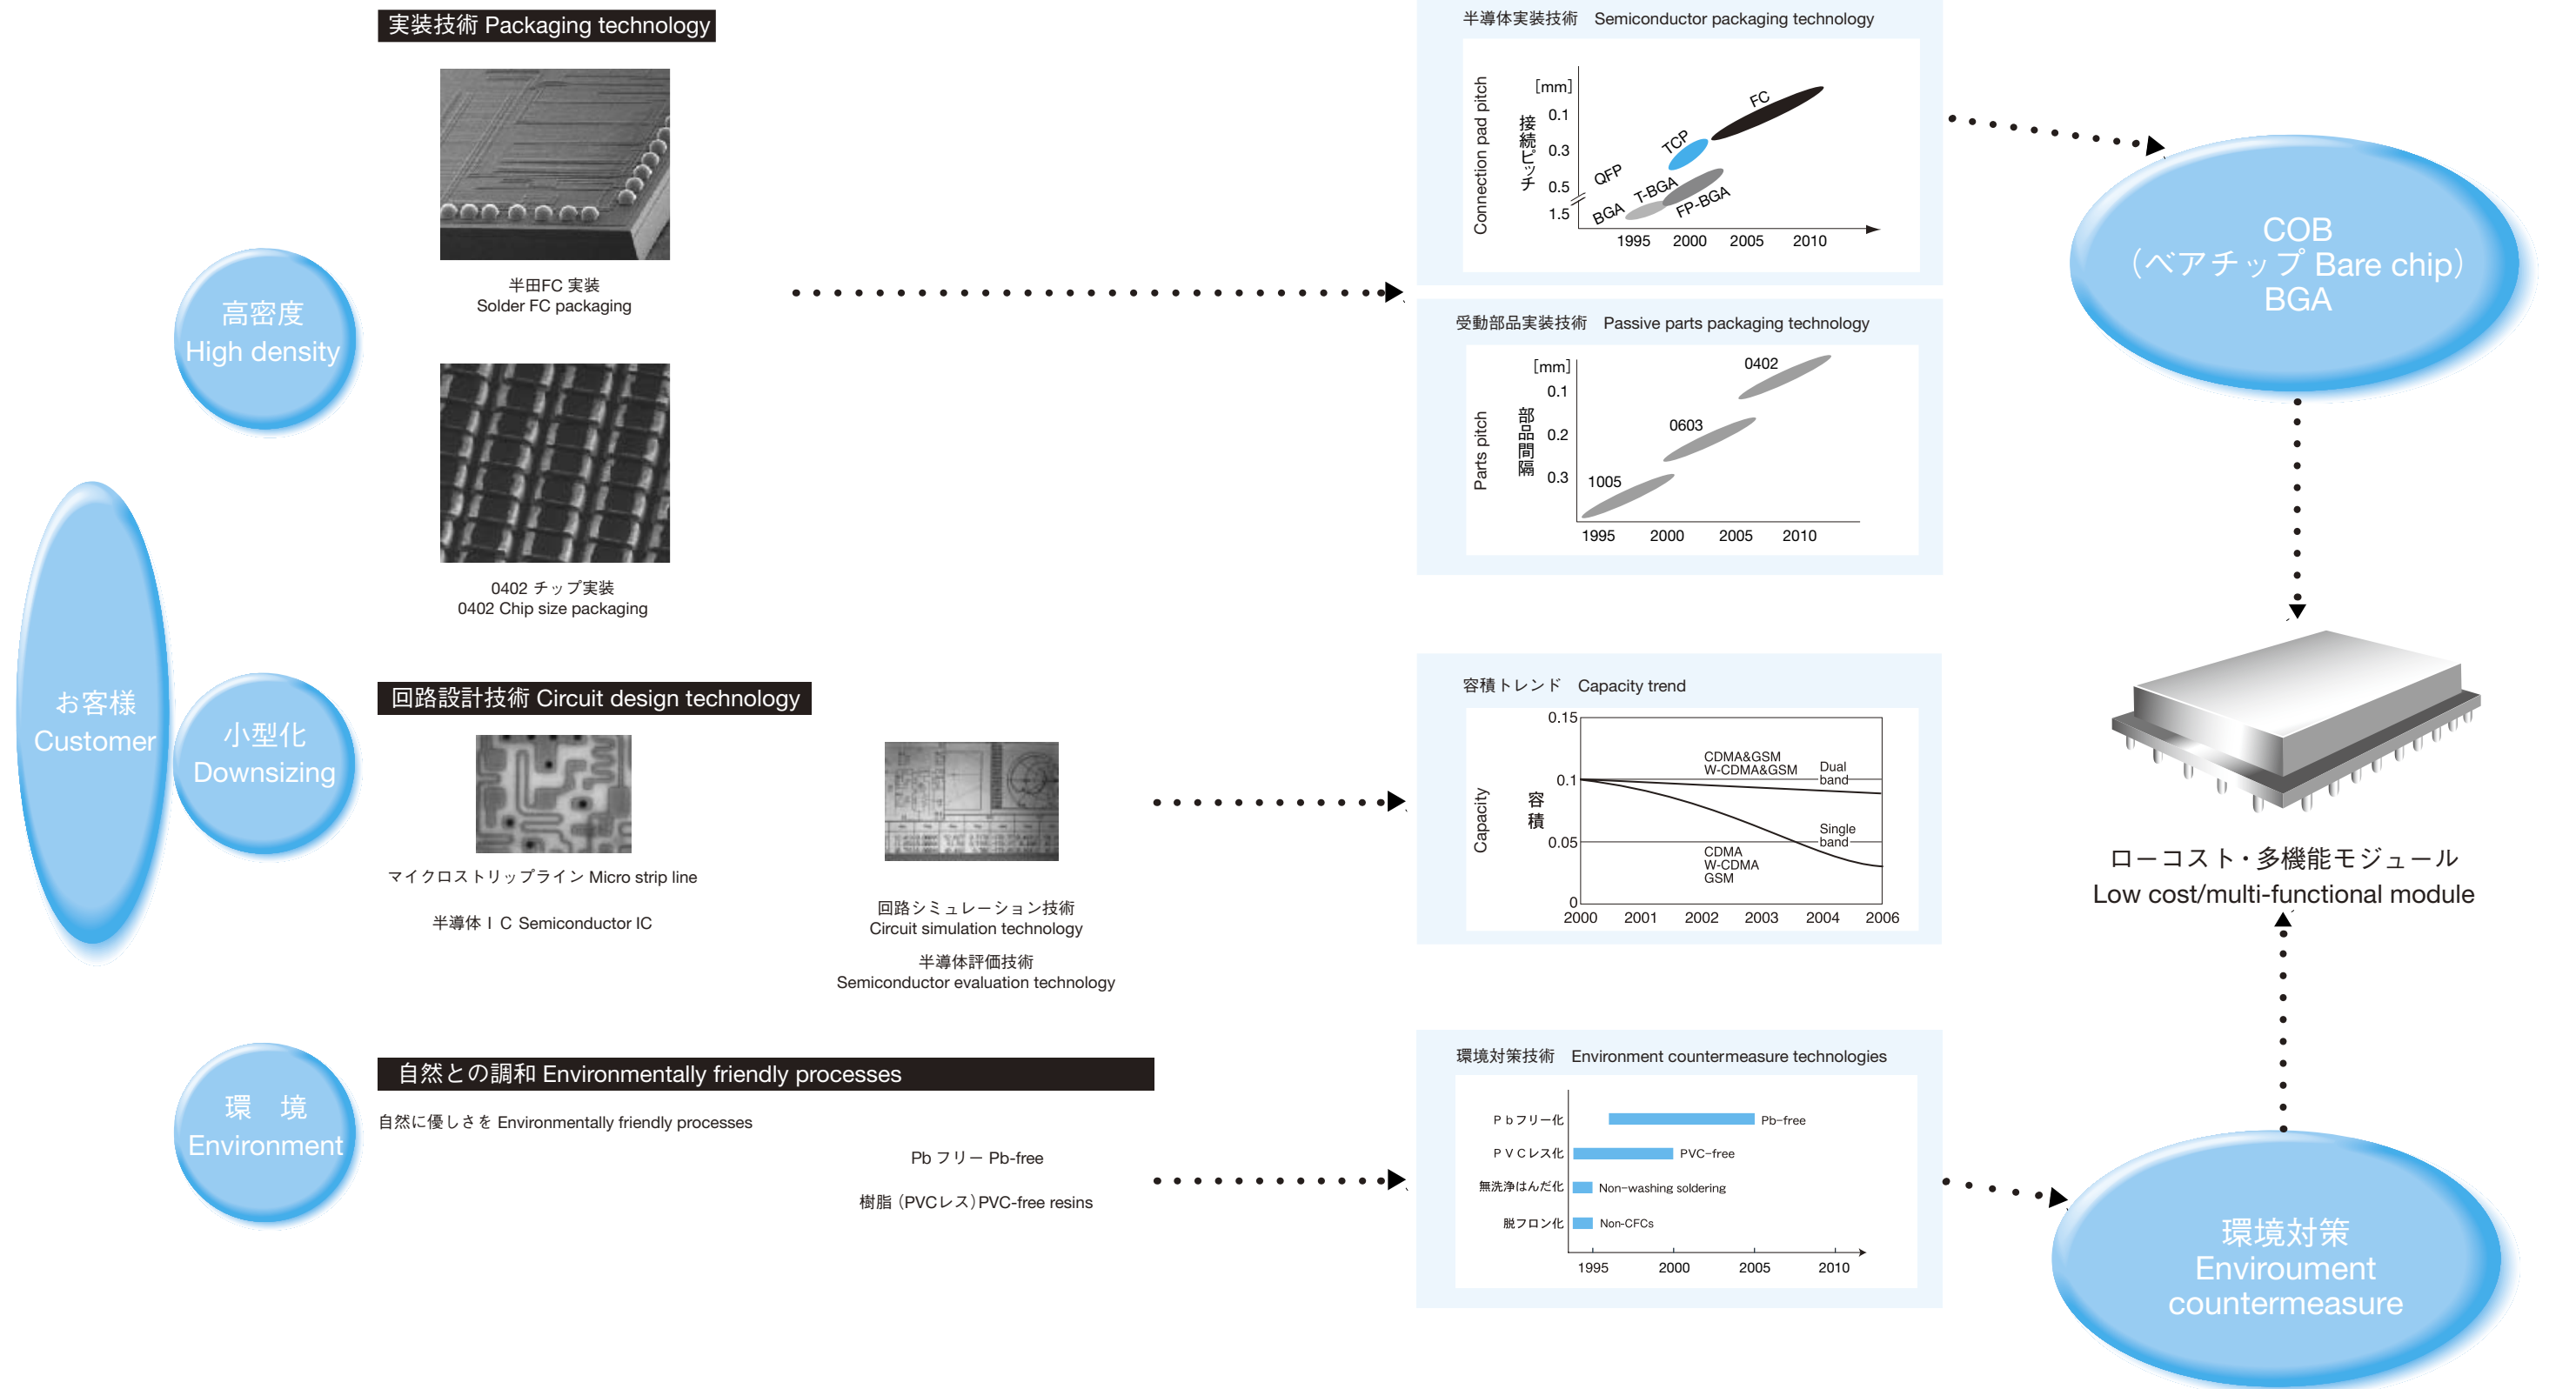 お客様
Customer
高密度
High density
小型化
Downsizing
環　境
Environment
実装技術 Packaging technology
半田FC 実装
Solder FC packaging
0402 チップ実装
0402 Chip size packaging
回路設計技術 Circuit design technology
マイクロストリップライン Micro strip line
半導体ＩＣ Semiconductor IC
回路シミュレーション技術
Circuit simulation technology
半導体評価技術
Semiconductor evaluation technology
自然との調和 Environmentally friendly processes
自然に優しさを Environmentally friendly processes
Pb フリー Pb-free
樹脂（PVCレス）PVC-free resins
半導体実装技術　Semiconductor packaging technology
Connection pad pitch
接続ピッチ
[mm]
0.1
0.3
0.5
1.5
FC
TCP
QFP
T-BGA
BGA
FP-BGA
1995 2000 2005 2010
受動部品実装技術　Passive parts packaging technology
Parts pitch
部品間隔
[mm]
0.1
0.2
0.3
0402
0603
1005
1995 2000 2005 2010
容積トレンド　Capacity trend
Capacity
容積
0.15
0.1
0.05
0
CDMA&GSM
W-CDMA&GSM
Dual
band
Single
band
CDMA
W-CDMA
GSM
2000 2001 2002 2003 2004 2006
環境対策技術　Environment countermeasure technologies
Ｐｂフリー化 Pb-free
ＰＶＣレス化 PVC-free
無洗浄はんだ化 Non-washing soldering
脱フロン化 Non-CFCs
1995 2000 2005 2010
COB
（ベアチップ Bare chip）
BGA
ローコスト・多機能モジュール
Low cost/multi-functional module
環境対策
Enviroument
countermeasure